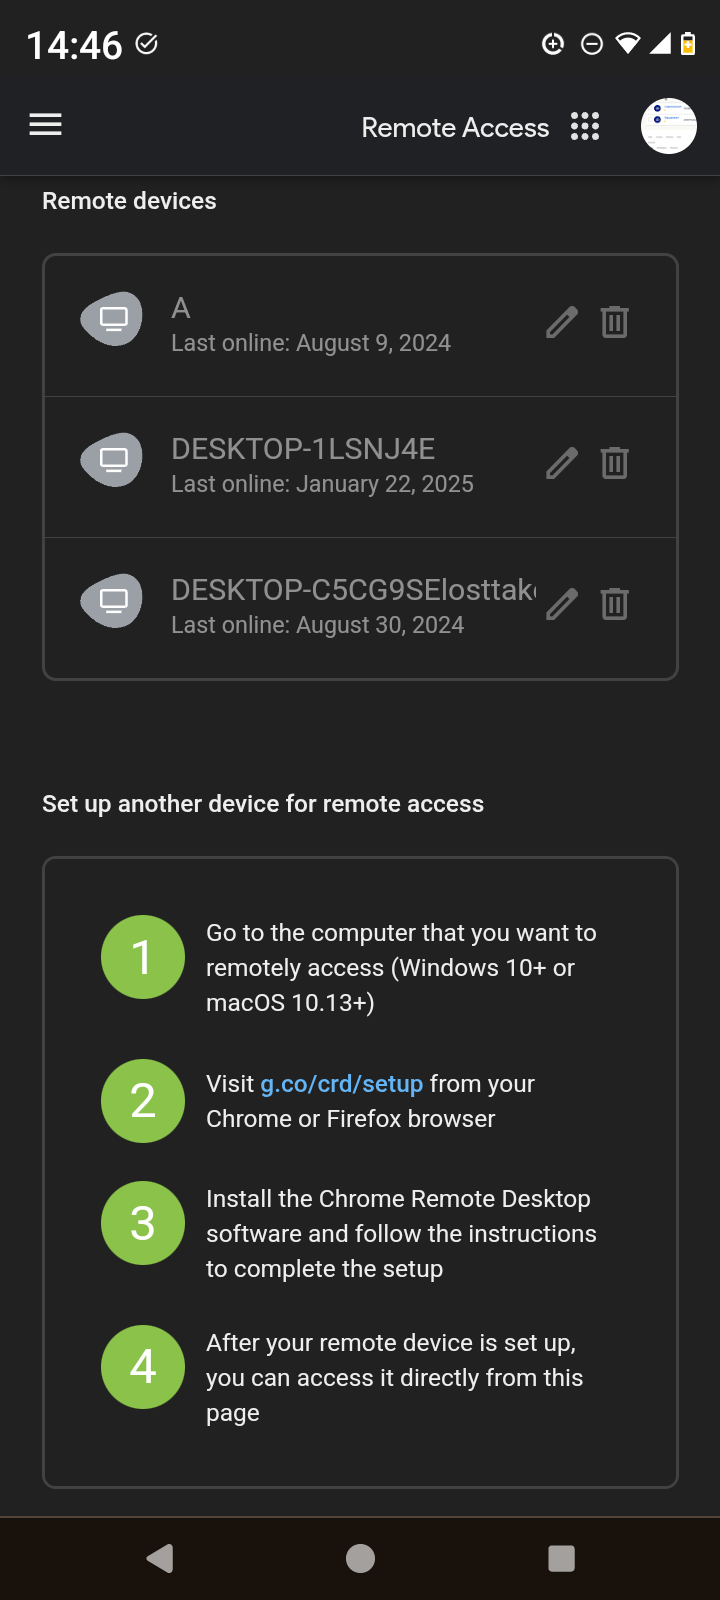 14:46
Remote Access
Remote devices
A
Last online: August 9, 2024
DESKTOP-1LSNJ4E
Last online: January 22, 2025
DESKTOP-C5CG9SElosttak
Last online: August 30, 2024
Set up another device for remote access
1
Go to the computer that you want to
remotely access (Windows 10+ or
macOS 10.13+)
2
Visit g.co/crd/setup from your
Chrome or Firefox browser
3
Install the Chrome Remote Desktop
software and follow the instructions
to complete the setup
4
After your remote device is set up,
you can access it directly from this
page